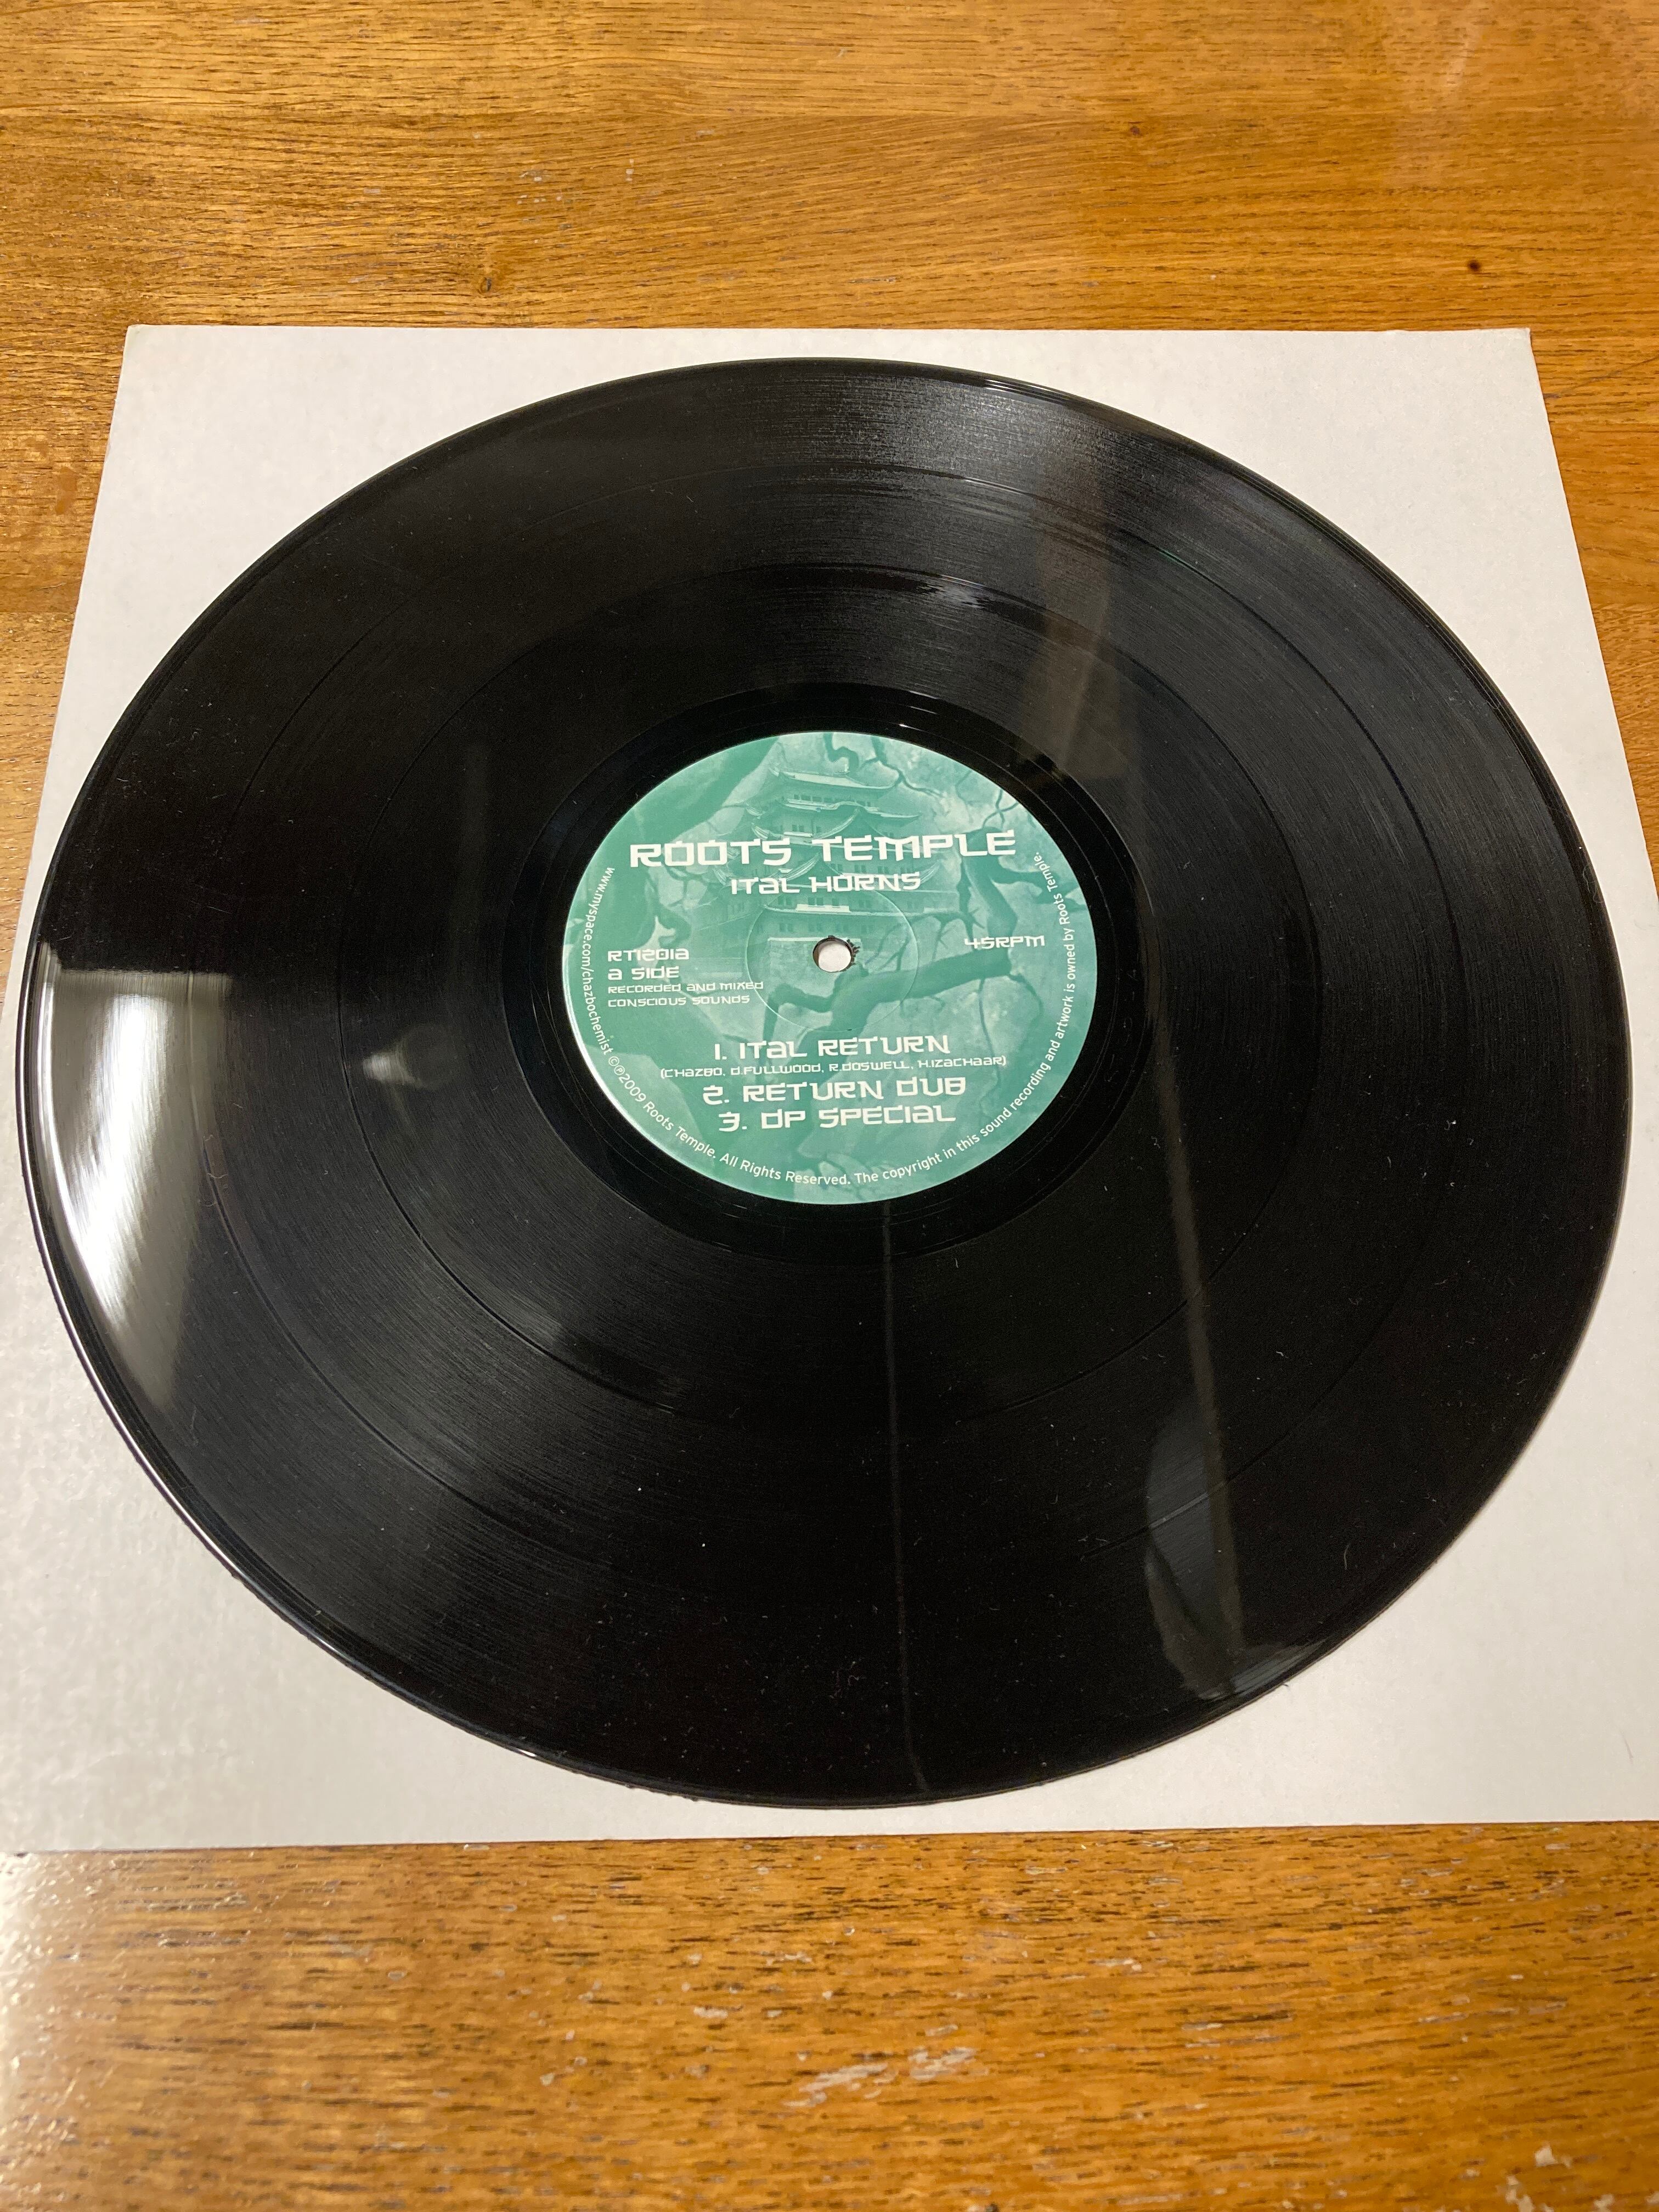 ROOTS TEMPLE
ITAL HORNS
RT1201A
A SIDE
RECORDED AND MIXED
CONSCIOUS SOUNDS
45RPM
1. ITAL RETURN
(CHAZBO, D.FULLWOOD, R.DOSWELL, H.IZACHAAR)
2. RETURN DUB
3. DP SPECIAL
www.myspace.com/chazbochemist ©℗2009 Roots Temple. All Rights Reserved. The copyright in this sound recording and artwork is owned by Roots Temple.